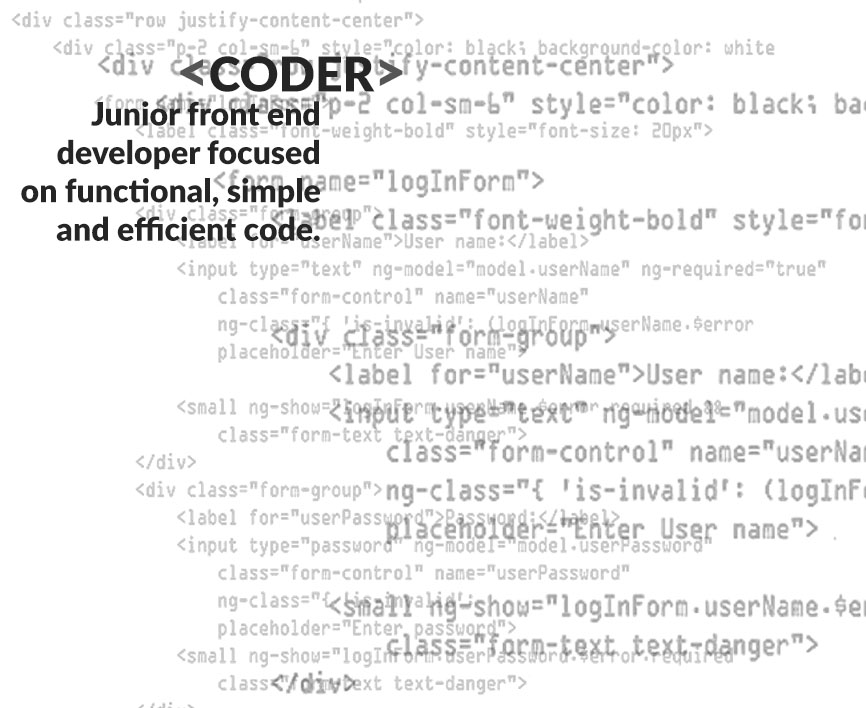 <CODER>
Junior front end
developer focused
on functional, simple
and efficient code.
<div class="row justify-content-center">
<div class="p-2 col-sm-6" style="color: black; background-color: white
<label class="font-weight-bold" style="font-size: 20px">
<div class="form-group">
<label for="userName">User name:</label>
<input type="text" ng-model="model.userName" ng-required="true"
class="form-control" name="userName"
ng-class="{ 'is-invalid': (logInForm.userName.$error
placeholder="Enter User name">
<small ng-show="logInForm.userName.$error.required &&
class="form-text text-danger">
</div>
<div class="form-group">
<label for="userPassword">Password:</label>
<input type="password" ng-model="model.userPassword"
class="form-control" name="userPassword"
ng-class="{ 'is-invalid':
placeholder="Enter password">
<small ng-show="logInForm.userPassword.$error.required
class="form-text text-danger">
</div>
<div class="row justify-content-center">
<div class="p-2 col-sm-6" style="color: black; ba
<form name="logInForm">
<label class="font-weight-bold" style="fo
<div class="form-group">
<label for="userName">User name:</lab
<input type="text" ng-model="model.us
class="form-control" name="userNa
ng-class="{ 'is-invalid': (logInF
placeholder="Enter User name">
<small ng-show="logInForm.userName.$e
class="form-text text-danger">
</div>